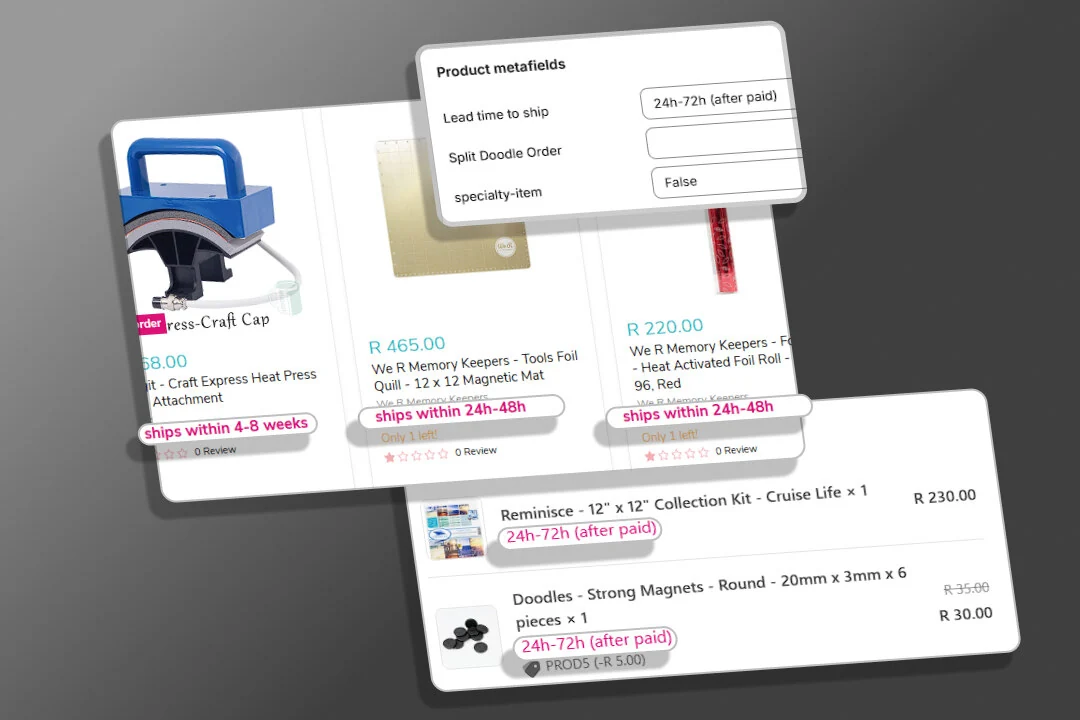 Product metafields
Lead time to ship
24h-72h (after paid)
Split Doodle Order
specialty-item
False
order
ress-Craft Cap
68.00
it - Craft Express Heat Press
Attachment
ships within 4-8 weeks
0 Review
R 465.00
We R Memory Keepers - Tools Foil
Quill - 12 x 12 Magnetic Mat
We R Memory Keepers
ships within 24h-48h
Only 1 left!
0 Review
R 220.00
We R Memory Keepers - Fo
- Heat Activated Foil Roll -
96, Red
We R Memory Keepers
ships within 24h-48h
Only 1 left!
0 Review
Reminisce - 12" x 12" Collection Kit - Cruise Life × 1
R 230.00
24h-72h (after paid)
Doodles - Strong Magnets - Round - 20mm x 3mm x 6
pieces × 1
R 35.00
R 30.00
24h-72h (after paid)
PROD5 (-R 5.00)